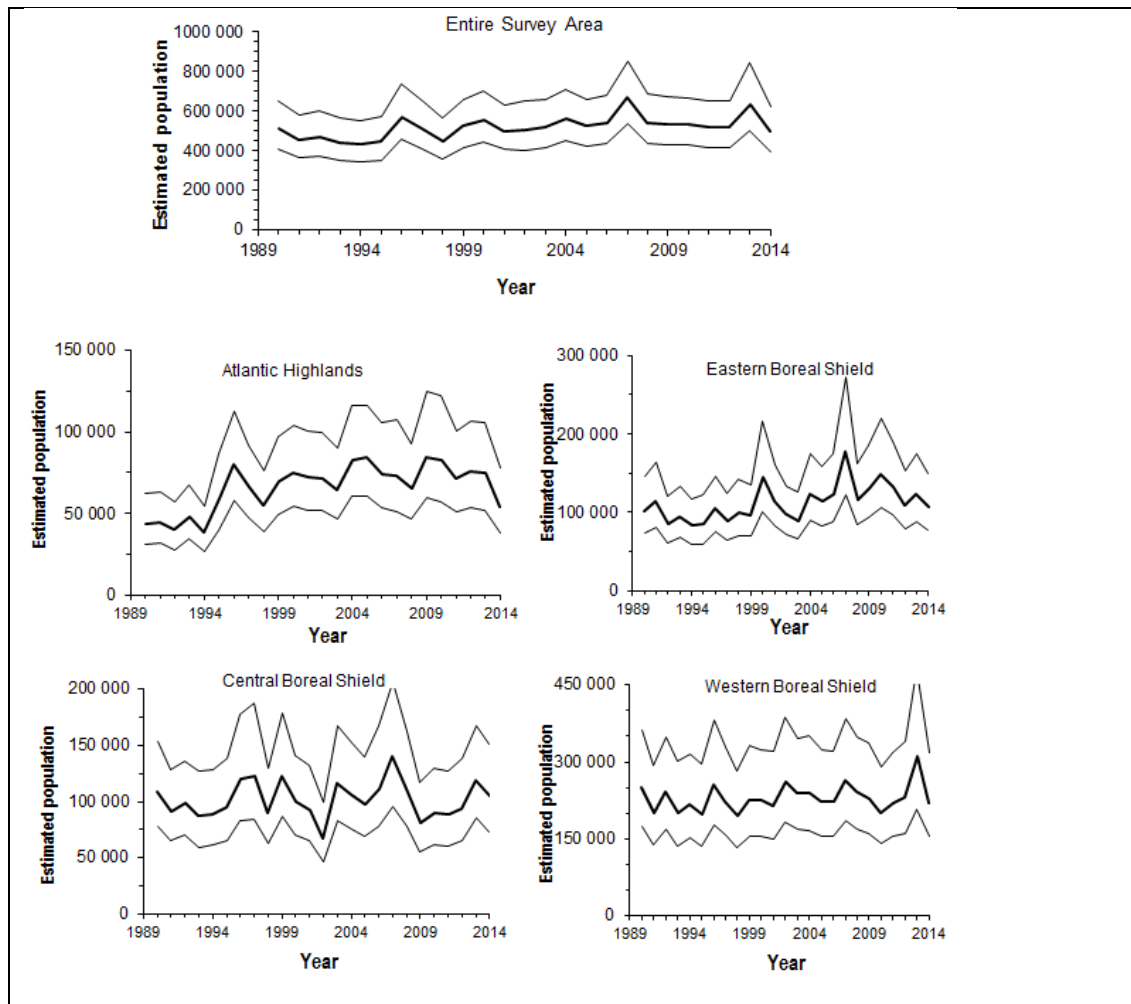 Entire Survey Area
1000 000
800 000
600 000
400 000
200 000
0
Estimated population
1989 1994 1999 2004 2009 2014
Year
Atlantic Highlands
150 000
100 000
50 000
0
Estimated population
1989 1994 1999 2004 2009 2014
Year
Eastern Boreal Shield
300 000
200 000
100 000
0
Estimated population
1989 1994 1999 2004 2009 2014
Year
Central Boreal Shield
200 000
150 000
100 000
50 000
0
Estimated population
1989 1994 1999 2004 2009 2014
Year
Western Boreal Shield
450 000
300 000
150 000
0
Estimated population
1989 1994 1999 2004 2009 2014
Year